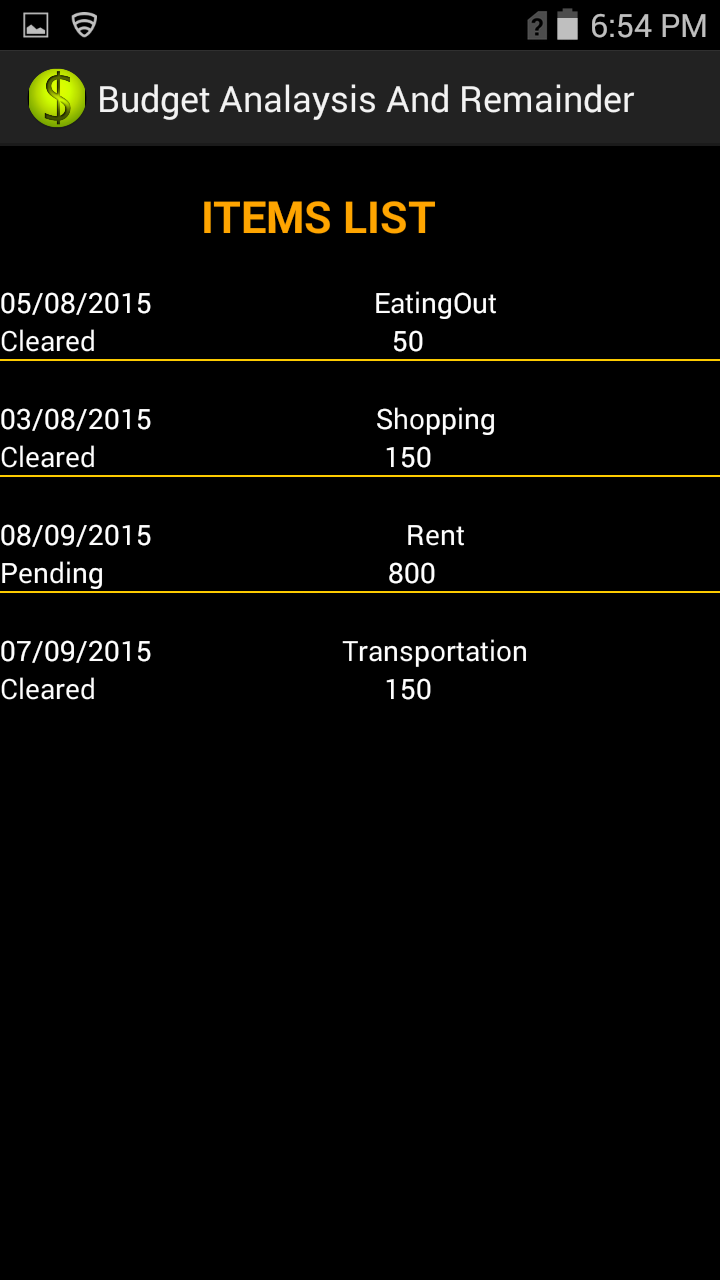 6:54 PM
Budget Analaysis And Remainder
ITEMS LIST
05/08/2015 EatingOut
Cleared 50
03/08/2015 Shopping
Cleared 150
08/09/2015 Rent
Pending 800
07/09/2015 Transportation
Cleared 150